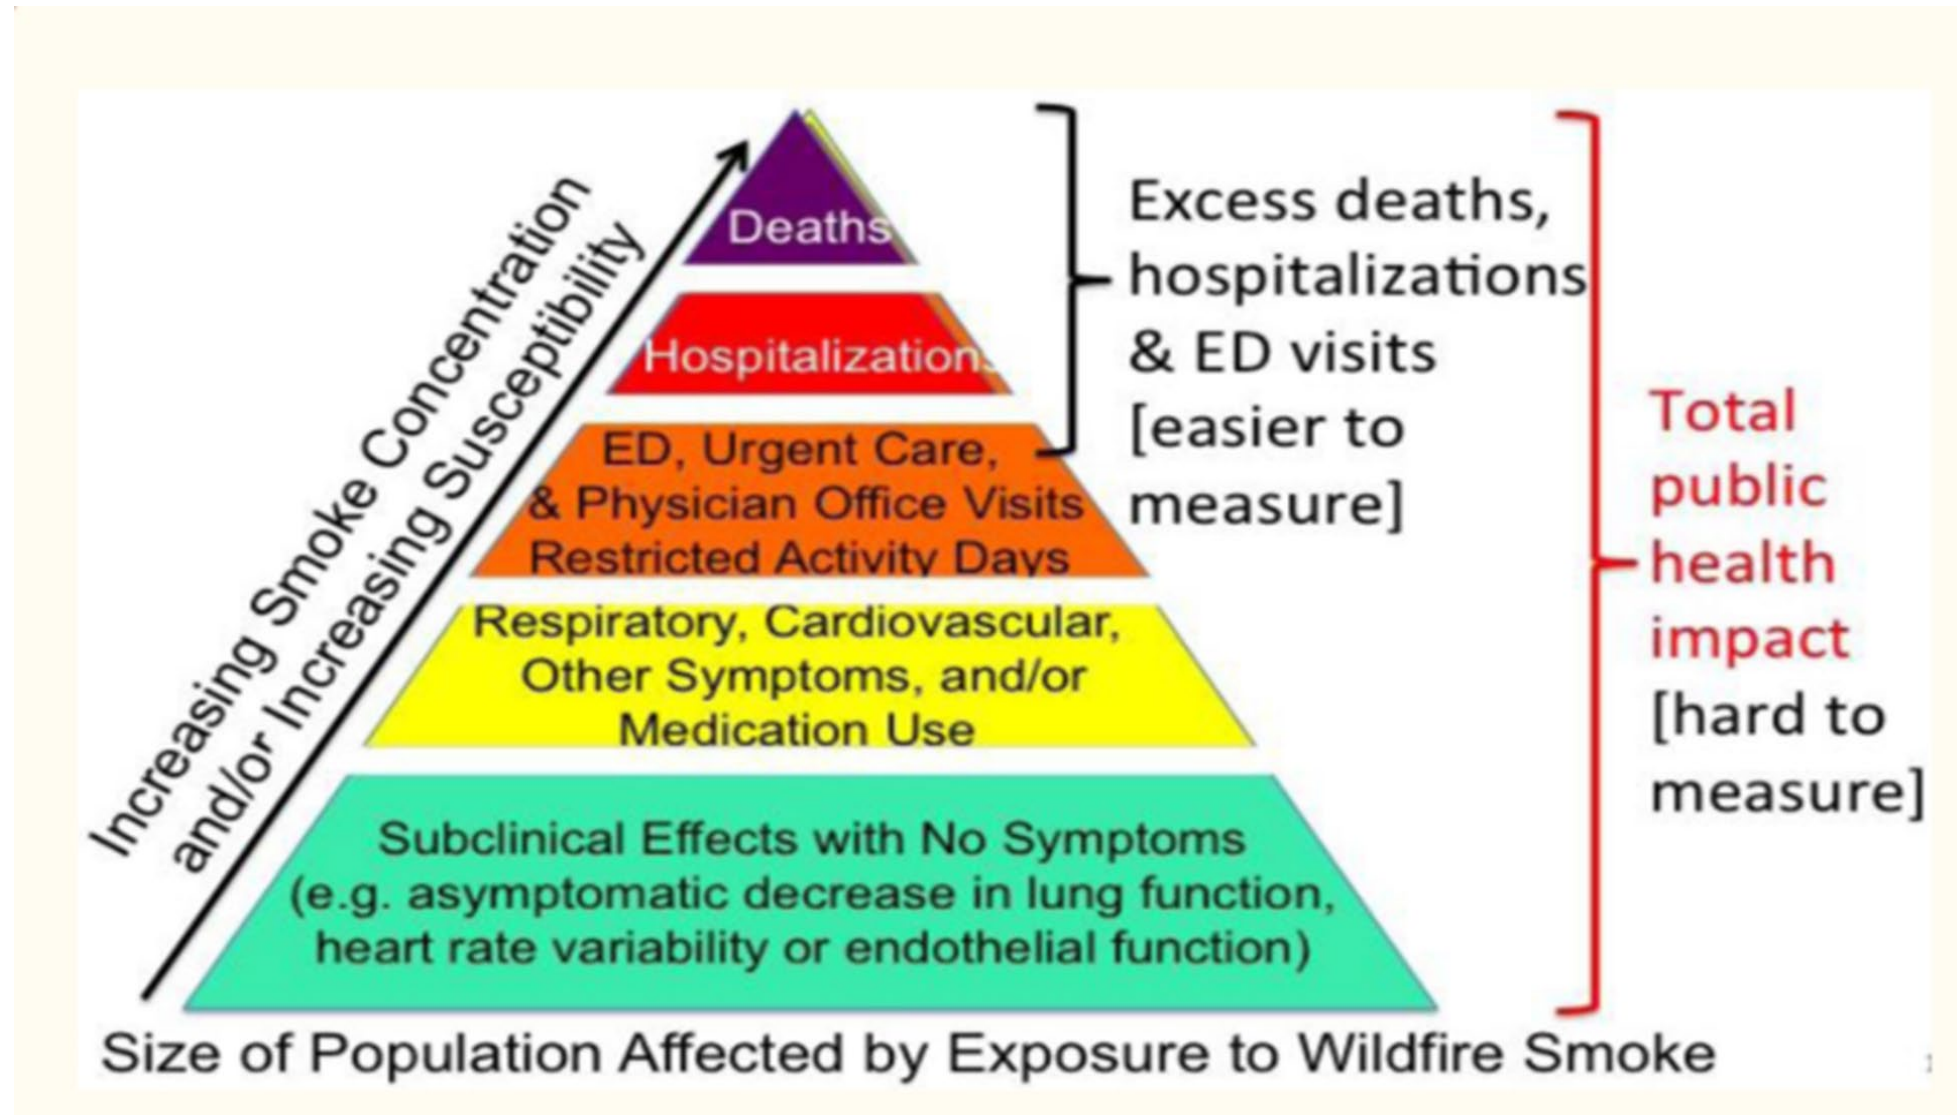 Increasing Smoke Concentration
and/or Increasing Susceptibility
Deaths
Hospitalizations
ED, Urgent Care,
& Physician Office Visits
Restricted Activity Days
Respiratory, Cardiovascular,
Other Symptoms, and/or
Medication Use
Subclinical Effects with No Symptoms
(e.g. asymptomatic decrease in lung function,
heart rate variability or endothelial function)
Size of Population Affected by Exposure to Wildfire Smoke
Excess deaths,
hospitalizations
& ED visits
[easier to
measure]
Total
public
health
impact
[hard to
measure]